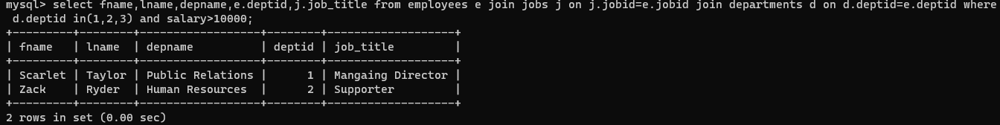 mysql> select fname,lname,depname,e.deptid,j.job_title from employees e join jobs j on j.jobid=e.jobid join departments d on d.deptid=e.deptid where
 d.deptid in(1,2,3) and salary>10000;
+---------+--------+------------------+--------+-------------------+
| fname   | lname  | depname          | deptid | job_title         |
+---------+--------+------------------+--------+-------------------+
| Scarlet | Taylor | Public Relations |      1 | Mangaing Director |
| Zack    | Ryder  | Human Resources  |      2 | Supporter         |
+---------+--------+------------------+--------+-------------------+
2 rows in set (0.00 sec)